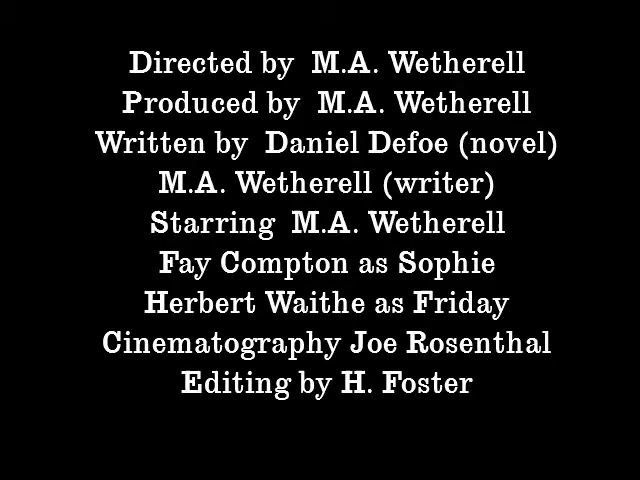 Directed by  M.A. Wetherell
Produced by  M.A. Wetherell
Written by  Daniel Defoe (novel)
M.A. Wetherell (writer)
Starring  M.A. Wetherell
Fay Compton as Sophie
Herbert Waithe as Friday
Cinematography Joe Rosenthal
Editing by H. Foster